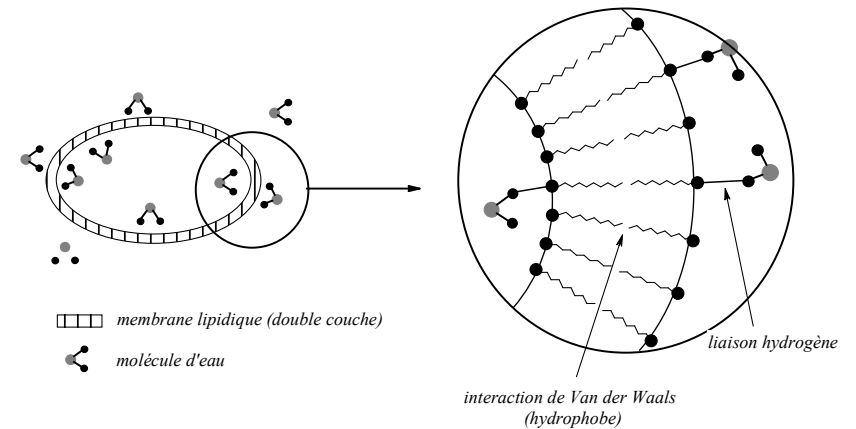 membrane lipidique (double couche)
molécule d'eau
liaison hydrogène
interaction de Van der Waals
(hydrophobe)